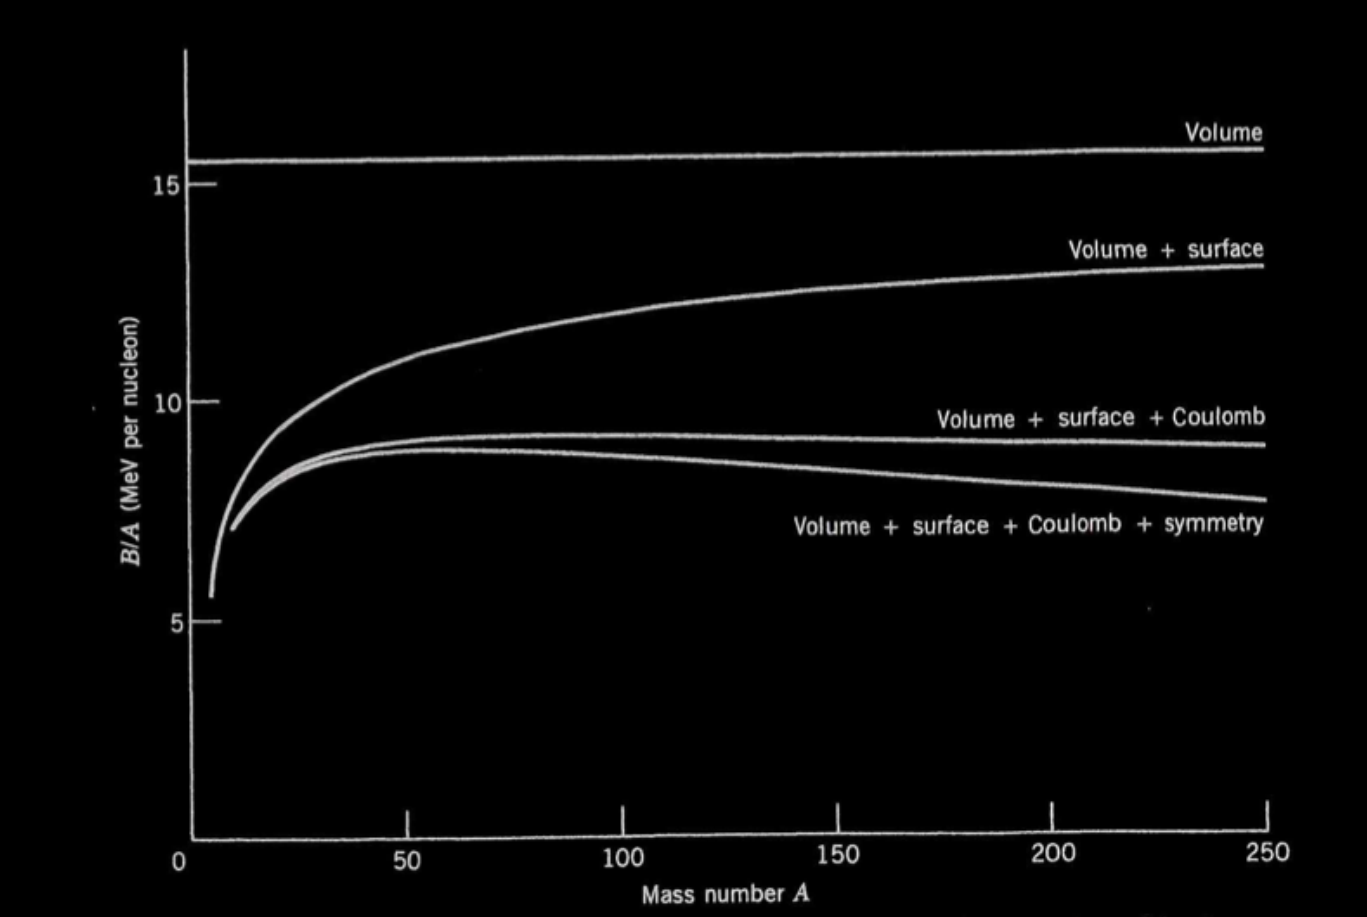 Volume
15
Volume + surface
B/A (MeV per nucleon)
10
Volume + surface + Coulomb
Volume + surface + Coulomb + symmetry
5
0 50 100 150 200 250
Mass number A